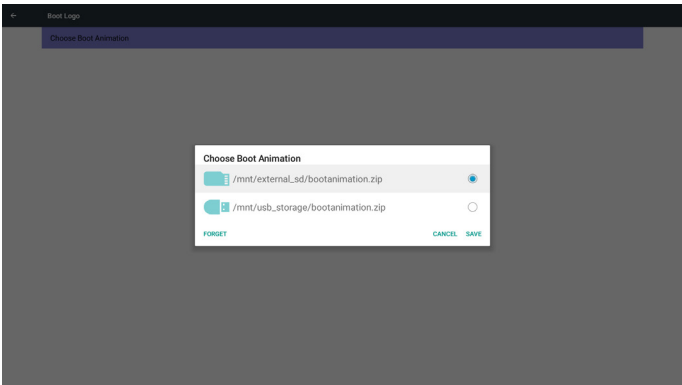 Boot Logo
Choose Boot Animation
Choose Boot Animation
/mnt/external_sd/bootanimation.zip
/mnt/usb_storage/bootanimation.zip
FORGET CANCEL SAVE